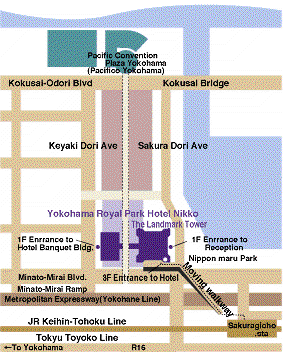 Pacific Convention
Plaza Yokohama
(Pacifico Yokohama)
Kokusai-Odori Blvd
Kokusai Bridge
Keyaki Dori Ave
Sakura Dori Ave
Yokohama Royal Park Hotel Nikko
The Landmark Tower
1F Enrrance to
Hotel Banquet Bldg.
1F Enrrance to
Reception
Nippon maru Park
Minato-Mirai Blvd.
3F Entrance to Hotel
Moving walkway
Minato-Mirai Ramp
Metropolitan Expressway(Yokohane Line)
JR Keihin-Tohoku Line
Sakuragicho
.sta
Tokyu Toyoko Line
←To Yokohama
R16